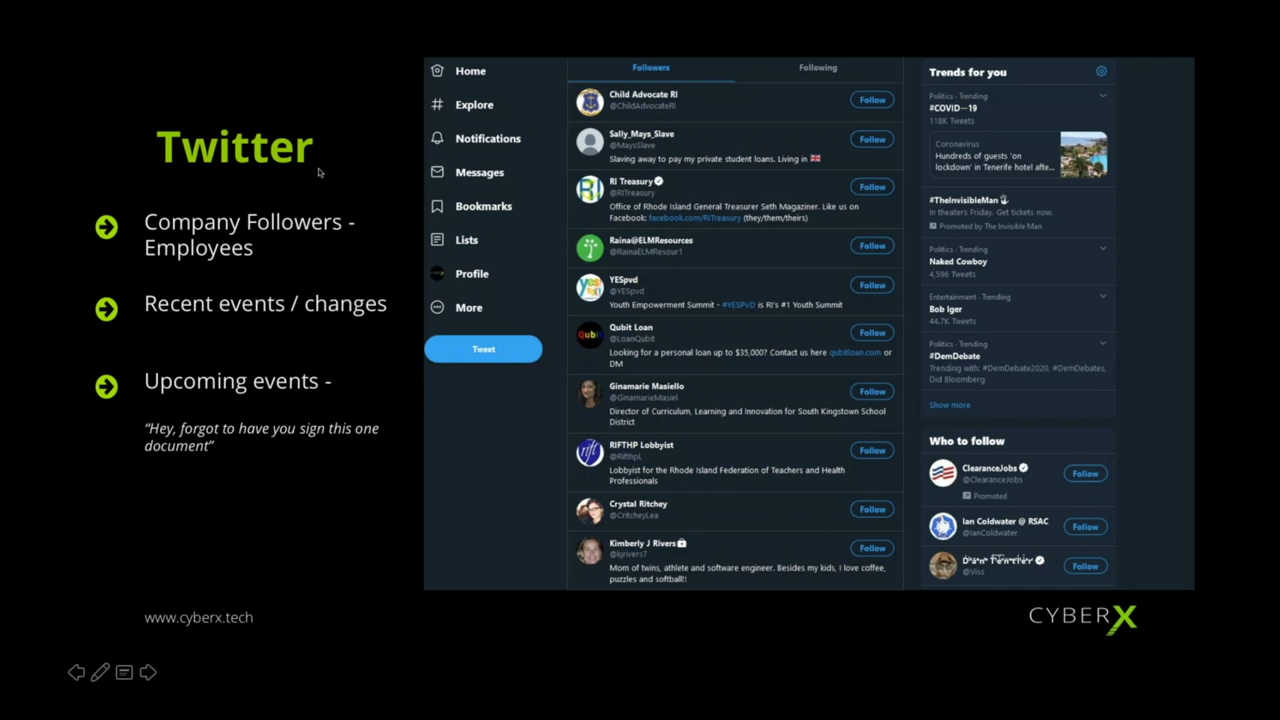 Twitter
Company Followers -
Employees
Recent events / changes
Upcoming events -
“Hey, forgot to have you sign this one
document”
www.cyberx.tech
Home
Explore
Notifications
Messages
Bookmarks
Lists
Profile
More
Tweet
Followers
Following
Child Advocate RI
@ChildAdvocateRI
Follow
Sally_Mays_Slave
@MaysSlave
Follow
Slaving away to pay my private student loans. Living in
RI Treasury
@RITreasury
Follow
Office of Rhode Island General Treasurer Seth Magaziner. Like us on
Facebook: facebook.com/RITreasury (they/them/theirs)
Raina@ELMResources
@RainaELMResour1
Follow
YESpvd
@YESpvd
Follow
Youth Empowerment Summit - #YESPVD is RI's #1 Youth Summit
Qubi
Qubit Loan
@LoanQubit
Follow
Looking for a personal loan up to $35,000? Contact us here qubitloan.com or
DM
Ginamarie Masiello
@GinamarieMasiel
Follow
Director of Curriculum, Learning and Innovation for South Kingstown School
District
rift
RIFTHP Lobbyist
@RifthpL
Follow
Lobbyist for the Rhode Island Federation of Teachers and Health
Professionals
Crystal Ritchey
@CritcheyLea
Follow
Kimberly J Rivers
@kjrivers7
Follow
Mom of twins, athlete and software engineer. Besides my kids, I love coffee,
puzzles and softball!!
Trends for you
Politics · Trending
#COVID—19
118K Tweets
Coronavirus
Hundreds of guests 'on
lockdown' in Tenerife hotel afte...
#TheInvisibleMan
In theaters Friday. Get tickets now.
Promoted by The Invisible Man
Politics · Trending
Naked Cowboy
4,596 Tweets
Entertainment · Trending
Bob Iger
44.7K Tweets
Politics · Trending
#DemDebate
Trending with: #DemDebate2020, #DemDebates,
Did Bloomberg
Show more
Who to follow
ClearanceJobs
@ClearanceJobs
Follow
Promoted
Ian Coldwater @ RSAC
@IanColdwater
Follow
@Viss
Follow
CYBERX